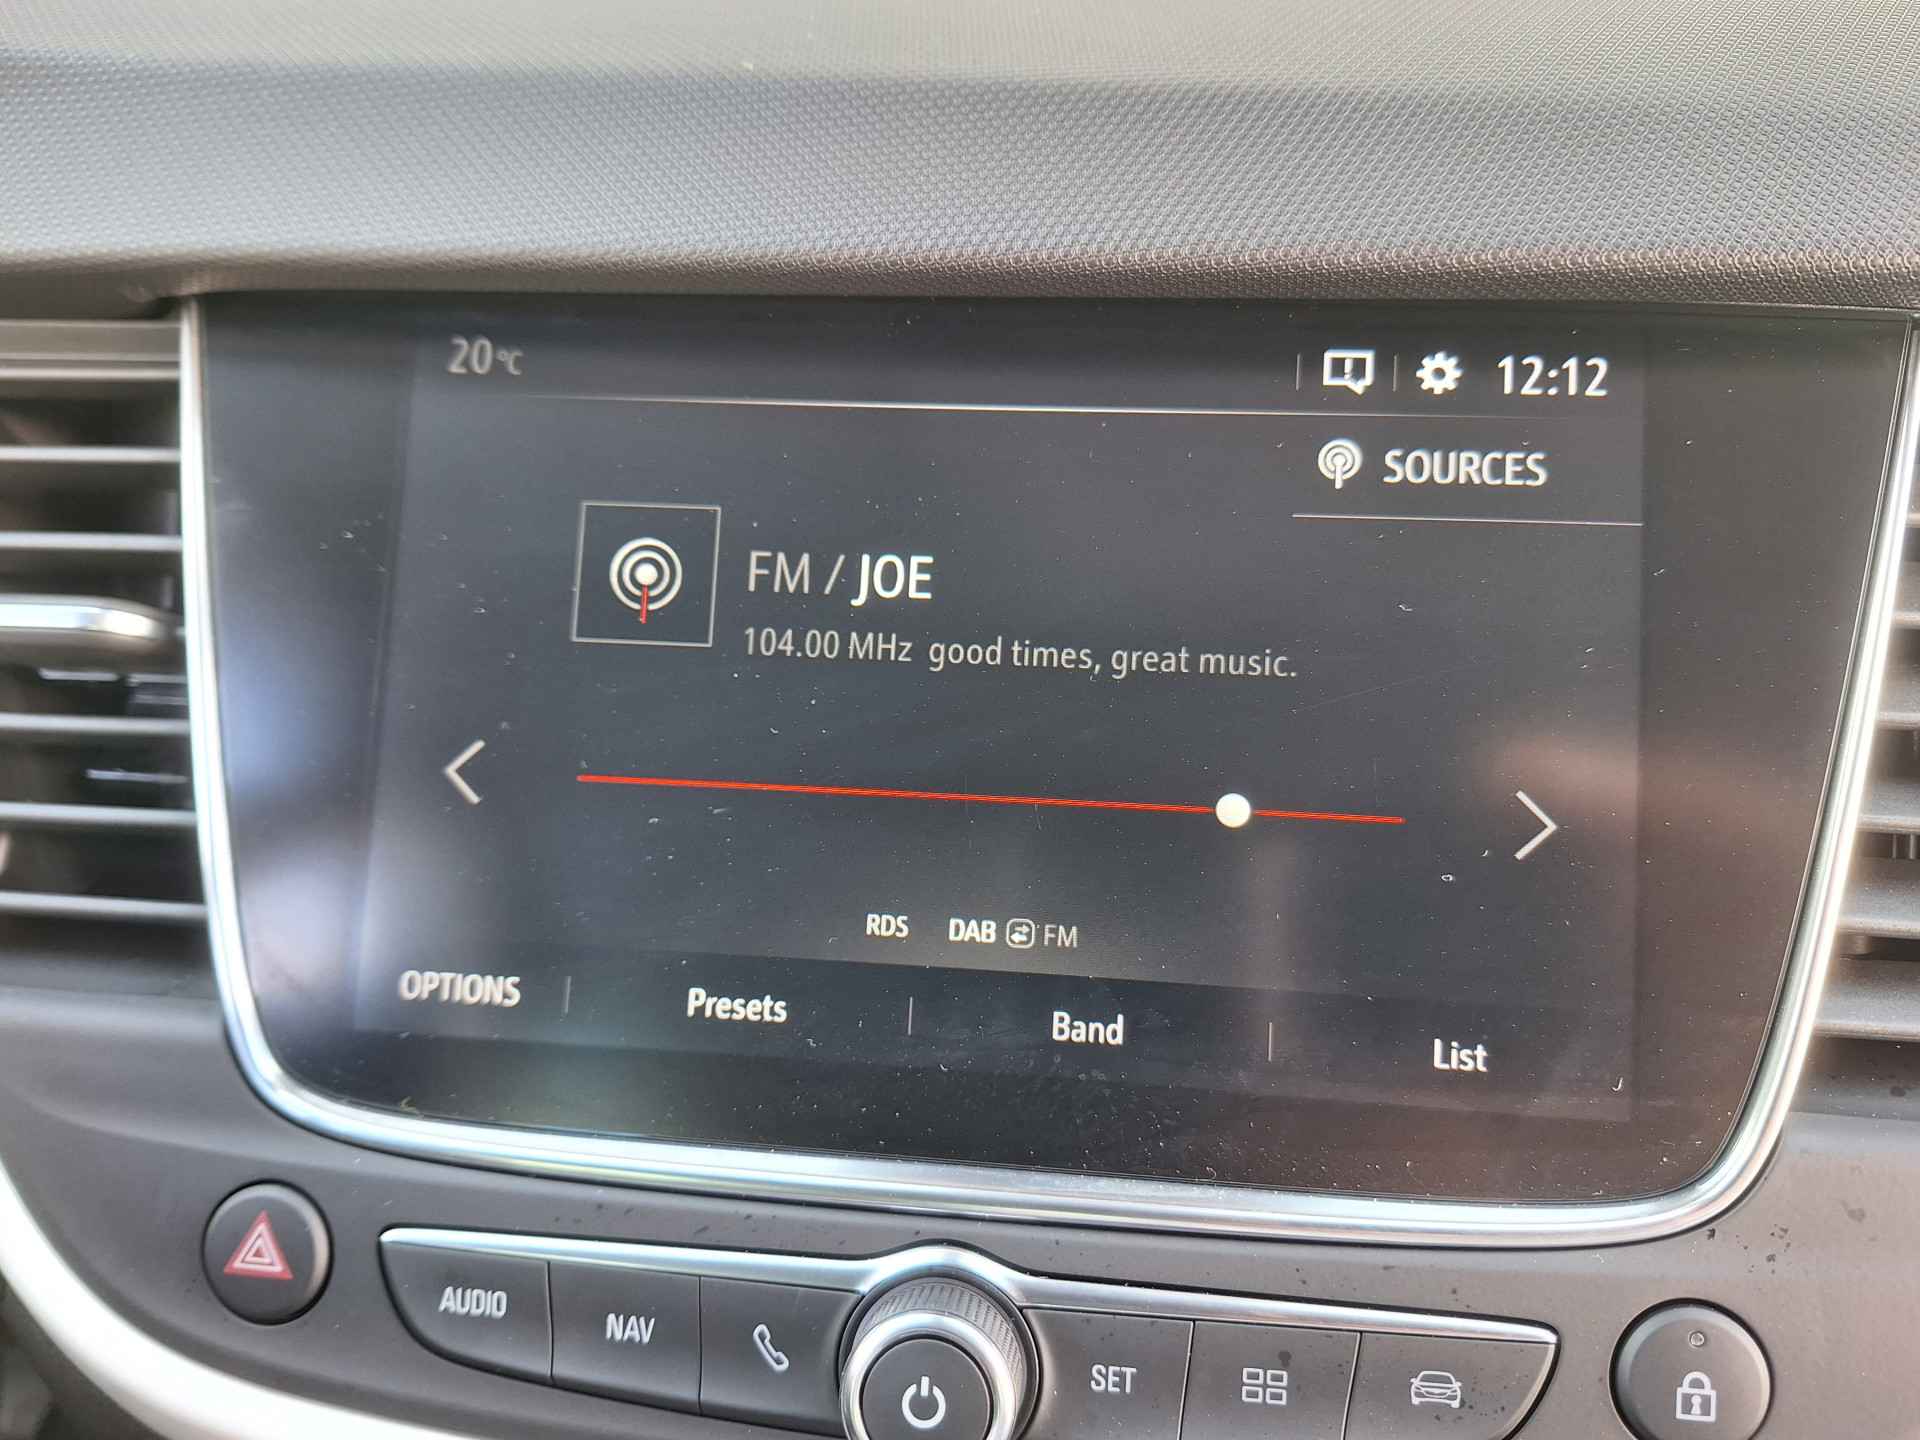 20°C
12:12
SOURCES
FM / JOE
104.00 MHz good times, great music.
RDS DAB FM
OPTIONS Presets Band List
AUDIO NAV SET